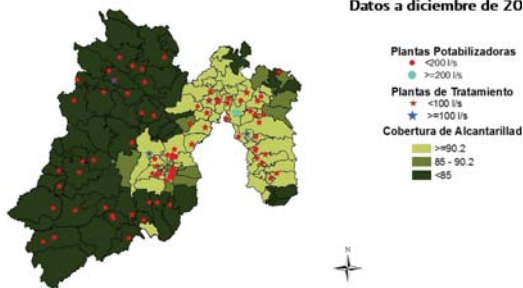 Datos a diciembre de 20
Plantas Potabilizadoras
<200 l/s
>=200 l/s
Plantas de Tratamiento
<100 l/s
>=100 l/s
Cobertura de Alcantarillad
>=90.2
85 - 90.2
<85
N